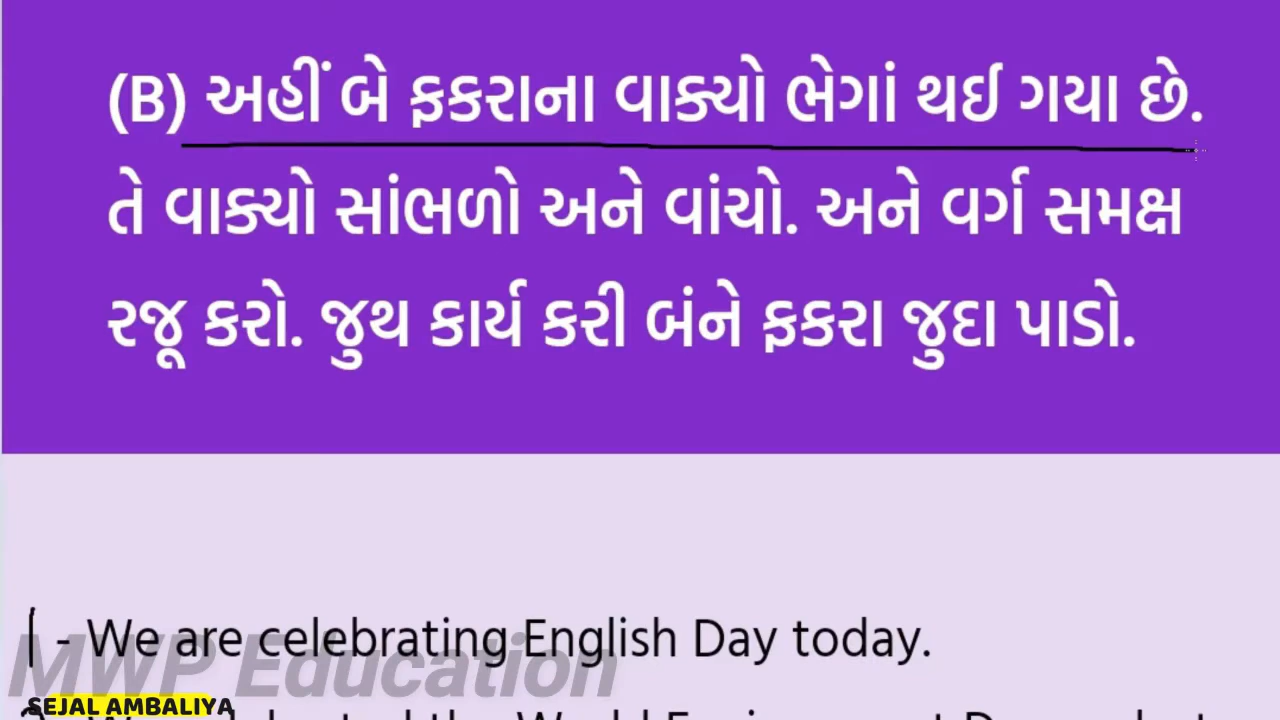 (B) અહીં બે ફકરાના વાક્યો ભેગાં થઈ ગયા છે.
તે વાક્યો સાંભળો અને વાંચો. અને વર્ગ સમક્ષ
રજૂ કરો. જુથ કાર્ય કરી બંને ફકરા જુદા પાડો.
1 - We are celebrating English Day today.
MWP Education
SEJAL AMBALIYA